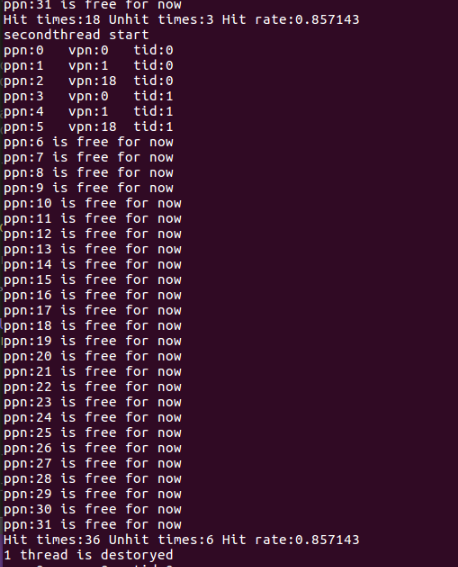 ppn:31 is free for now
Hit times:18 Unhit times:3 Hit rate:0.857143
secondthread start
ppn:0   vpn:0   tid:0
ppn:1   vpn:1   tid:0
ppn:2   vpn:18  tid:0
ppn:3   vpn:0   tid:1
ppn:4   vpn:1   tid:1
ppn:5   vpn:18  tid:1
ppn:6 is free for now
ppn:7 is free for now
ppn:8 is free for now
ppn:9 is free for now
ppn:10 is free for now
ppn:11 is free for now
ppn:12 is free for now
ppn:13 is free for now
ppn:14 is free for now
ppn:15 is free for now
ppn:16 is free for now
ppn:17 is free for now
ppn:18 is free for now
ppn:19 is free for now
ppn:20 is free for now
ppn:21 is free for now
ppn:22 is free for now
ppn:23 is free for now
ppn:24 is free for now
ppn:25 is free for now
ppn:26 is free for now
ppn:27 is free for now
ppn:28 is free for now
ppn:29 is free for now
ppn:30 is free for now
ppn:31 is free for now
Hit times:36 Unhit times:6 Hit rate:0.857143
1 thread is destoryed